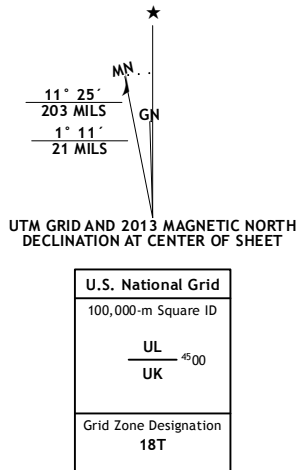 ★
MN
GN
11° 25´
203 MILS
1° 11´
21 MILS
UTM GRID AND 2013 MAGNETIC NORTH
DECLINATION AT CENTER OF SHEET
U.S. National Grid
100,000-m Square ID
UL
4500
UK
Grid Zone Designation
18T